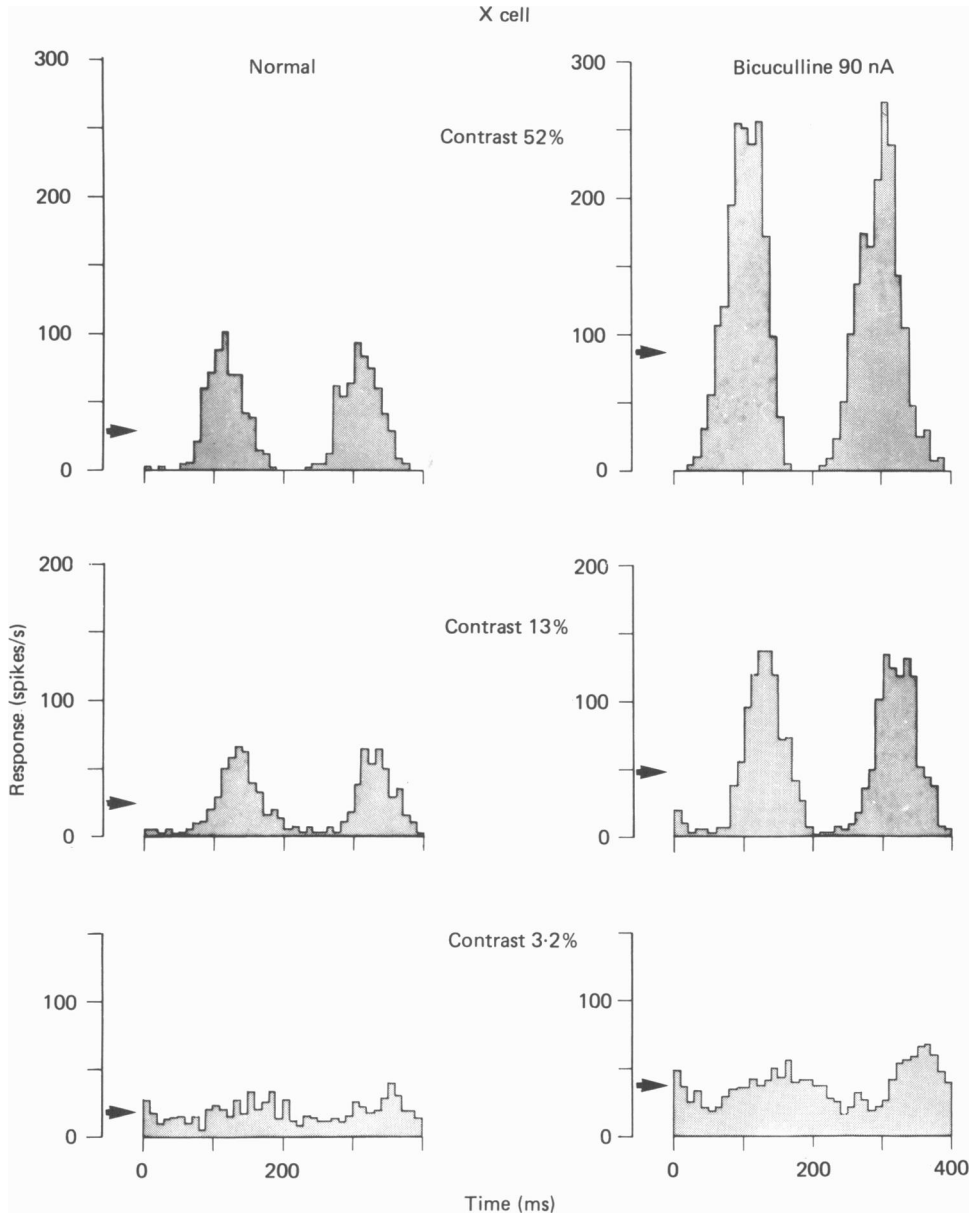 X cell
Normal
Bicuculline 90 nA
300
200
100
0
300
200
100
0
Contrast 52%
200
100
0
200
100
0
Contrast 13%
Response (spikes/s)
100
0
100
0
Contrast 3·2%
0
200
0
200
400
Time (ms)